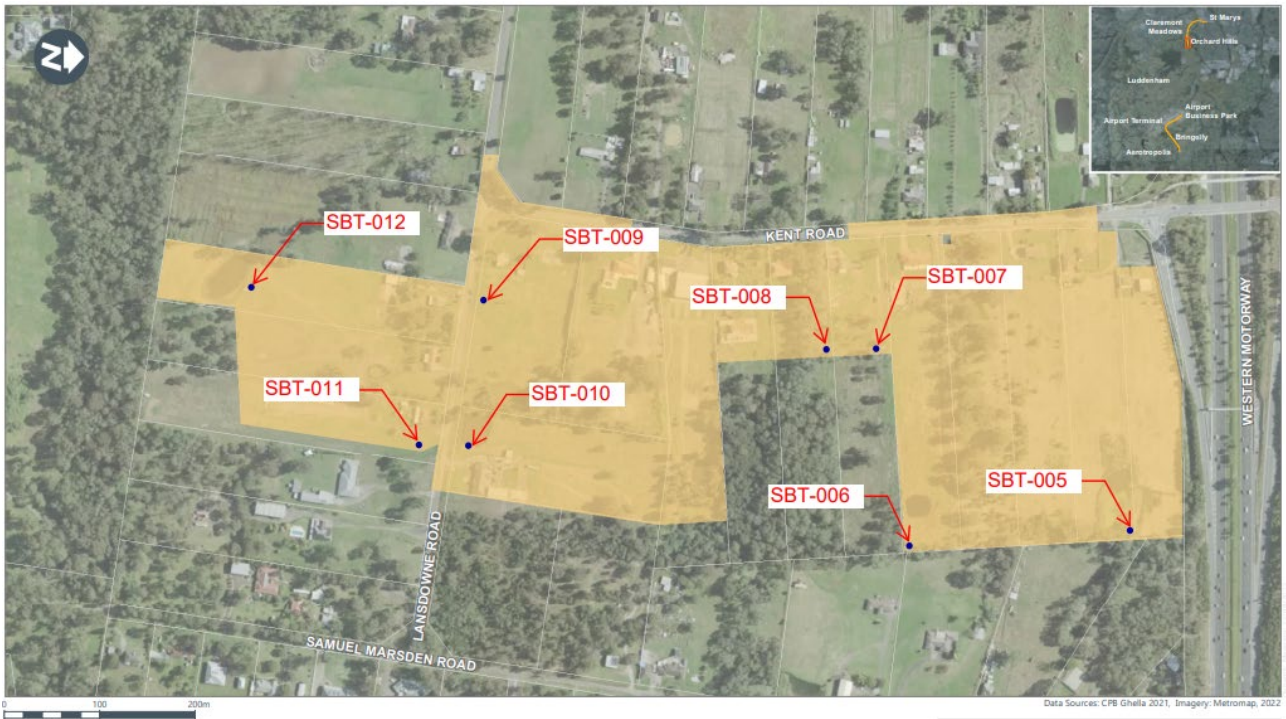 N
St Marys
Claremont
Meadows
Orchard Hills
Luddenham
Airport
Business Park
Airport Terminal
Bringelly
Aerotropolis
SBT-012
SBT-009
KENT ROAD
SBT-007
SBT-008
WESTERN MOTORWAY
SBT-011
SBT-010
SBT-005
SBT-006
LANSDOWNE ROAD
SAMUEL MARSDEN ROAD
0 100 200m
Data Sources: CPB Ghella 2021, Imagery: Metromap, 2022